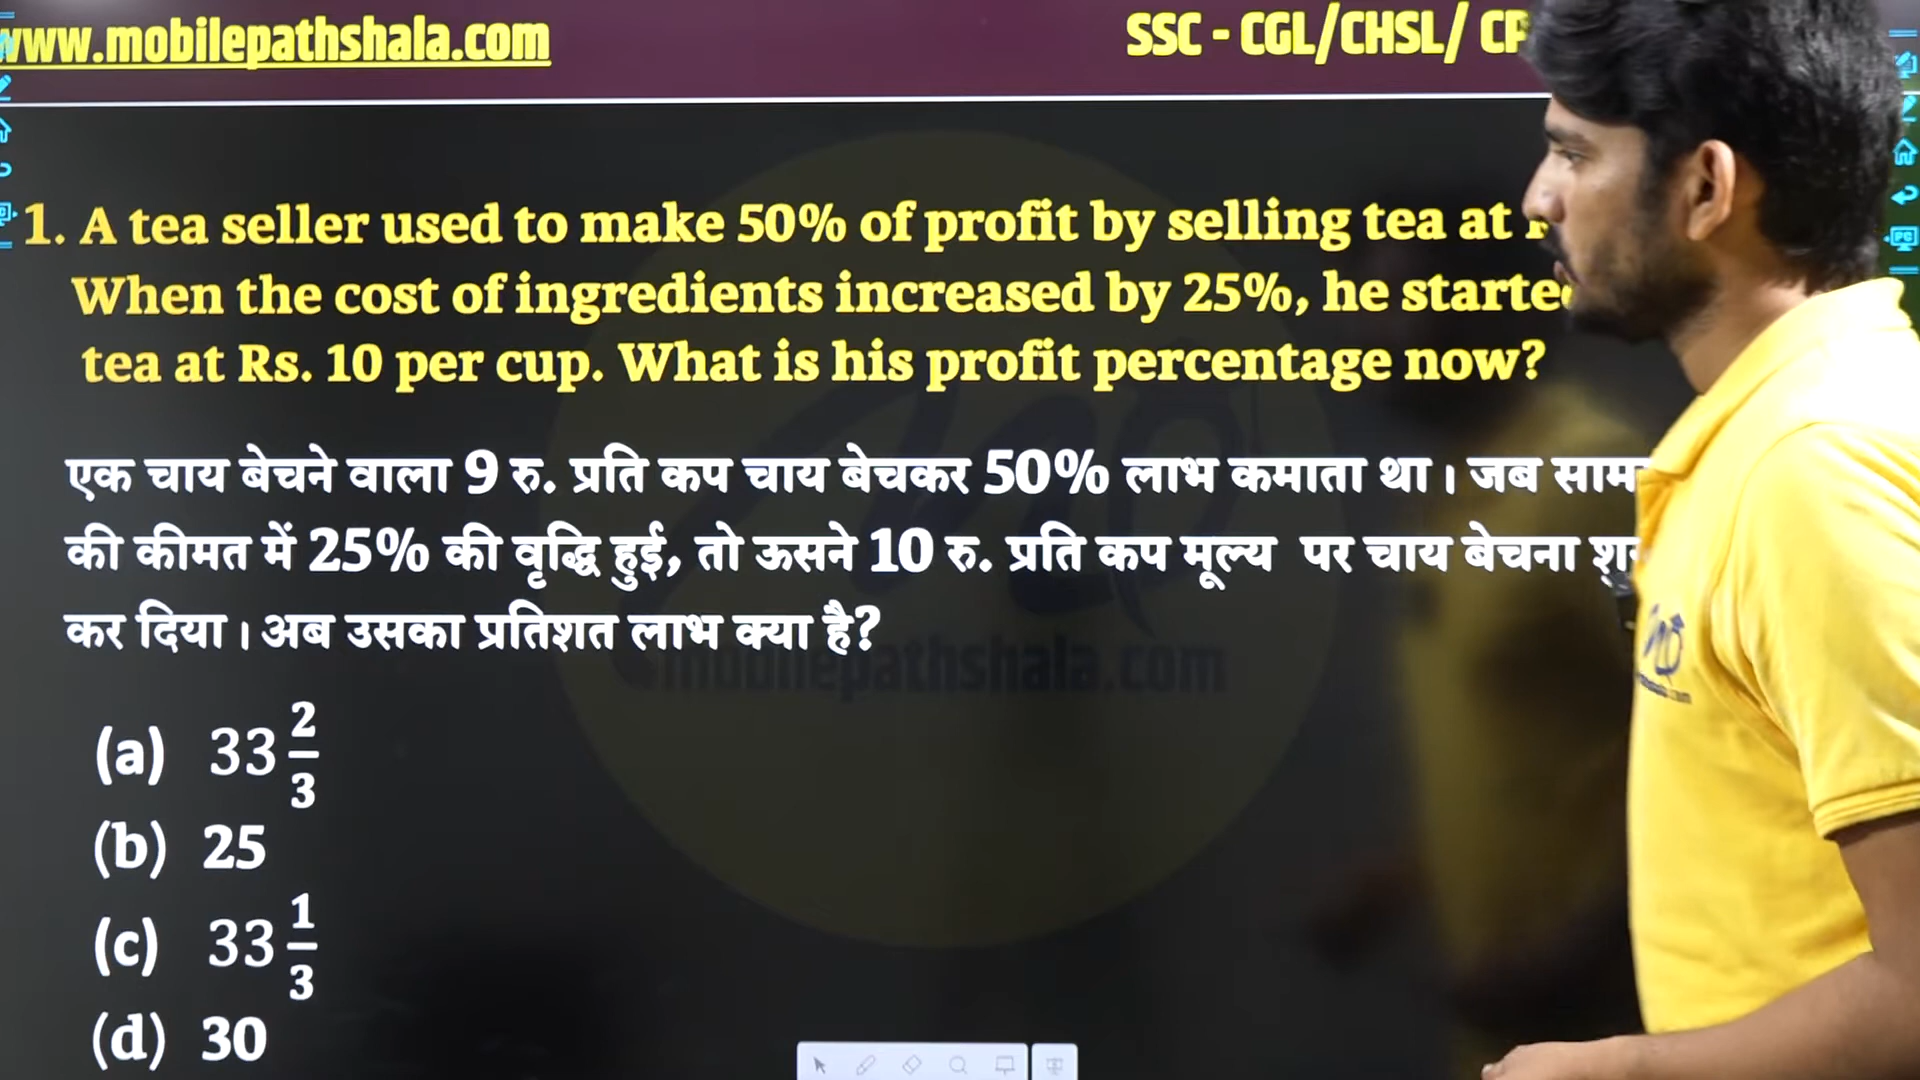 www.mobilepathshala.com
SSC - CGL/CHSL/
1. A tea seller used to make 50% of profit by selling tea at
When the cost of ingredients increased by 25%, he
tea at Rs. 10 per cup. What is his profit percentage now?
एक चाय बेचने वाला 9 रु. प्रति कप चाय बेचकर 50% लाभ कमाता था। जब
की कीमत में 25% की वृद्धि हुई, तो ऊसने 10 रु. प्रति कप मूल्य पर चाय बेचना
कर दिया। अब उसका प्रतिशत लाभ क्या है?
mobilepathshala.com
(a) 33 2/3
(b) 25
(c) 33 1/3
(d) 30